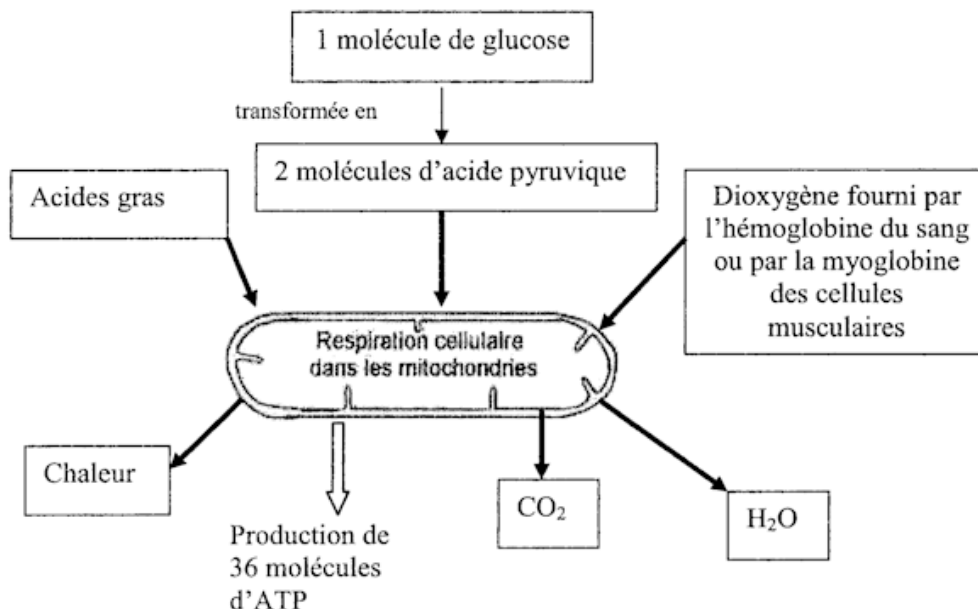 1 molécule de glucose
transformée en
2 molécules d'acide pyruvique
Acides gras
Dioxygène fourni par
l'hémoglobine du sang
ou par la myoglobine
des cellules
musculaires
Respiration cellulaire
dans les mitochondries
Chaleur
Production de
36 molécules
d'ATP
CO₂
H₂O